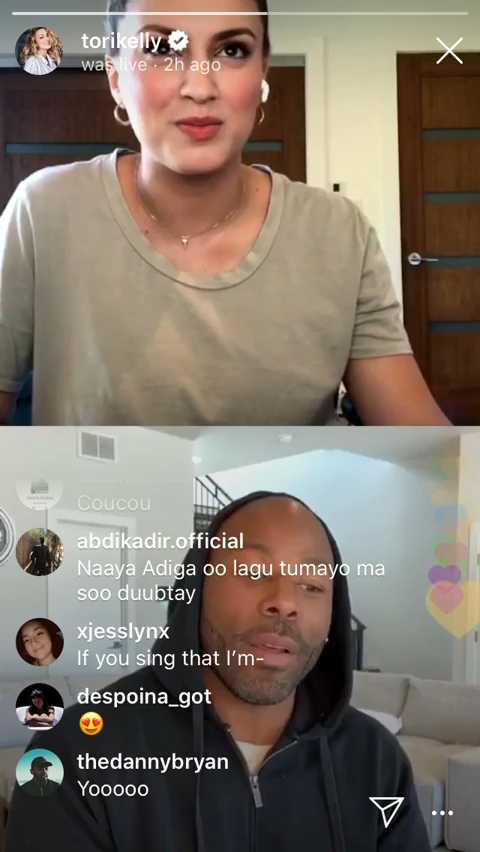 torikelly
was live · 2h ago
Coucou
abdikadir.official
Naaya Adiga oo lagu tumayo ma
soo duubtay
xjesslynx
If you sing that I’m-
despoina_got
😍
thedannybryan
Yooooo